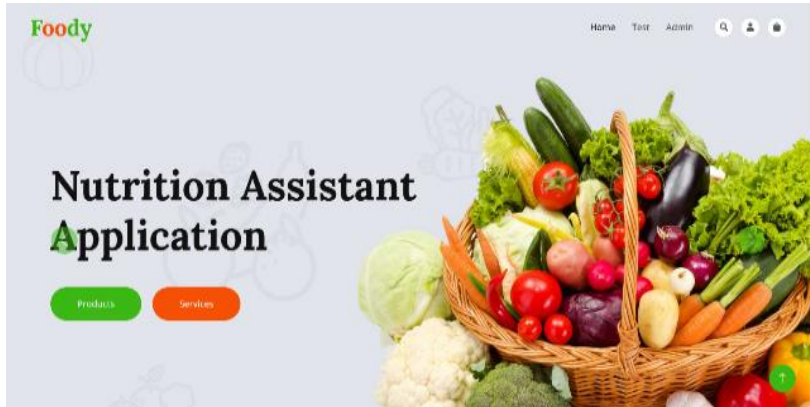 Foody
Home Test Admin
Nutrition Assistant
Application
Products Services